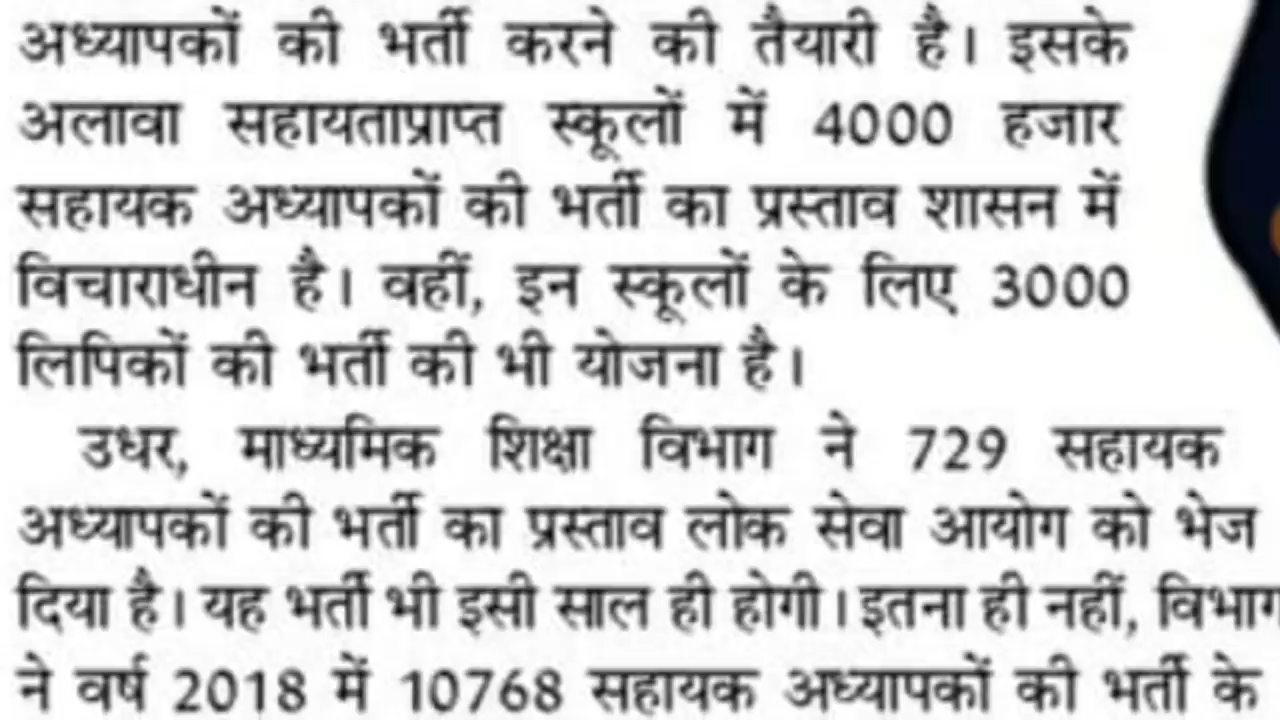 अध्यापकों की भर्ती करने की तैयारी है। इसके
अलावा सहायताप्राप्त स्कूलों में 4000 हजार
सहायक अध्यापकों की भर्ती का प्रस्ताव शासन में
विचाराधीन है। वहीं, इन स्कूलों के लिए 3000
लिपिकों की भर्ती की भी योजना है।
उधर, माध्यमिक शिक्षा विभाग ने 729 सहायक
अध्यापकों की भर्ती का प्रस्ताव लोक सेवा आयोग को भेज
दिया है। यह भर्ती भी इसी साल ही होगी। इतना ही नहीं, विभाग
ने वर्ष 2018 में 10768 सहायक अध्यापकों की भर्ती के